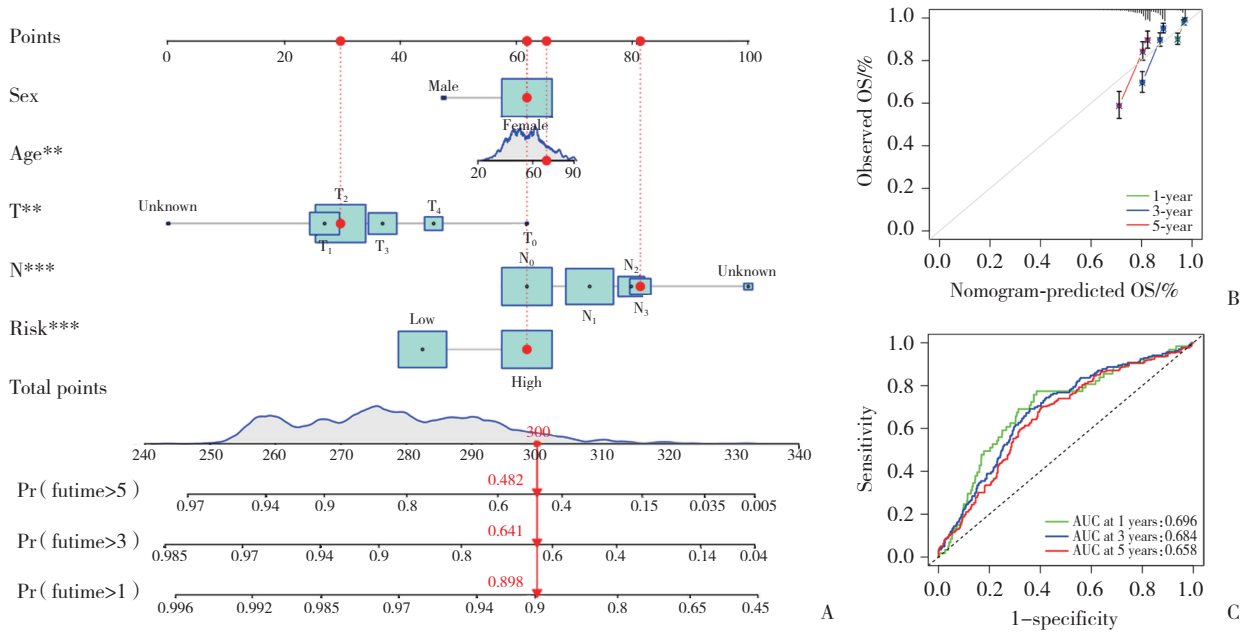 Points
0 20 40 60 80 100
Sex
Male
Female
Age**
20 60 90
T**
Unknown
T₂
T₄
T₁
T₃
T₀
N***
N₀
N₂
Unknown
N₁
N₃
Risk***
Low
High
Total points
300
240 250 260 270 280 290 300 310 320 330 340
0.482
Pr(futime>5)
0.97 0.94 0.9 0.8 0.6 0.4 0.15 0.035 0.005
0.641
Pr(futime>3)
0.985 0.97 0.94 0.9 0.8 0.6 0.4 0.14 0.04
0.898
Pr(futime>1)
0.996 0.992 0.985 0.97 0.94 0.9 0.8 0.65 0.45
A
Observed OS/%
1.0
0.8
0.6
0.4
0.2
0.0
1-year
3-year
5-year
0.0 0.2 0.4 0.6 0.8 1.0
Nomogram-predicted OS/%
B
Sensitivity
1.0
0.8
0.6
0.4
0.2
0.0
AUC at 1 years:0.696
AUC at 3 years:0.684
AUC at 5 years:0.658
0.0 0.2 0.4 0.6 0.8 1.0
1-specificity
C